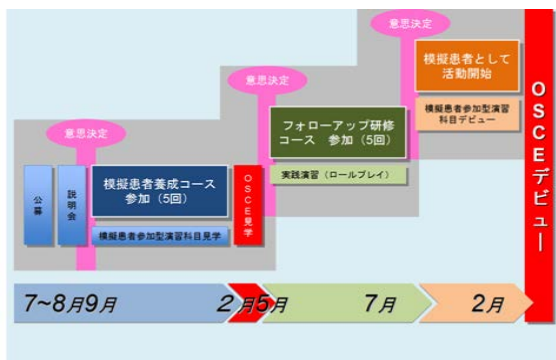 意思決定
公募
説明会
模擬患者養成コース
参加(5回)
模擬患者参加型演習科目見学
OSCE見学
意思決定
フォローアップ研修
コース 参加(5回)
実践演習(ロールプレイ)
意思決定
模擬患者として
活動開始
模擬患者参加型演習
科目デビュー
OSCEデビュー
7~8月9月
2月5月
7月
2月